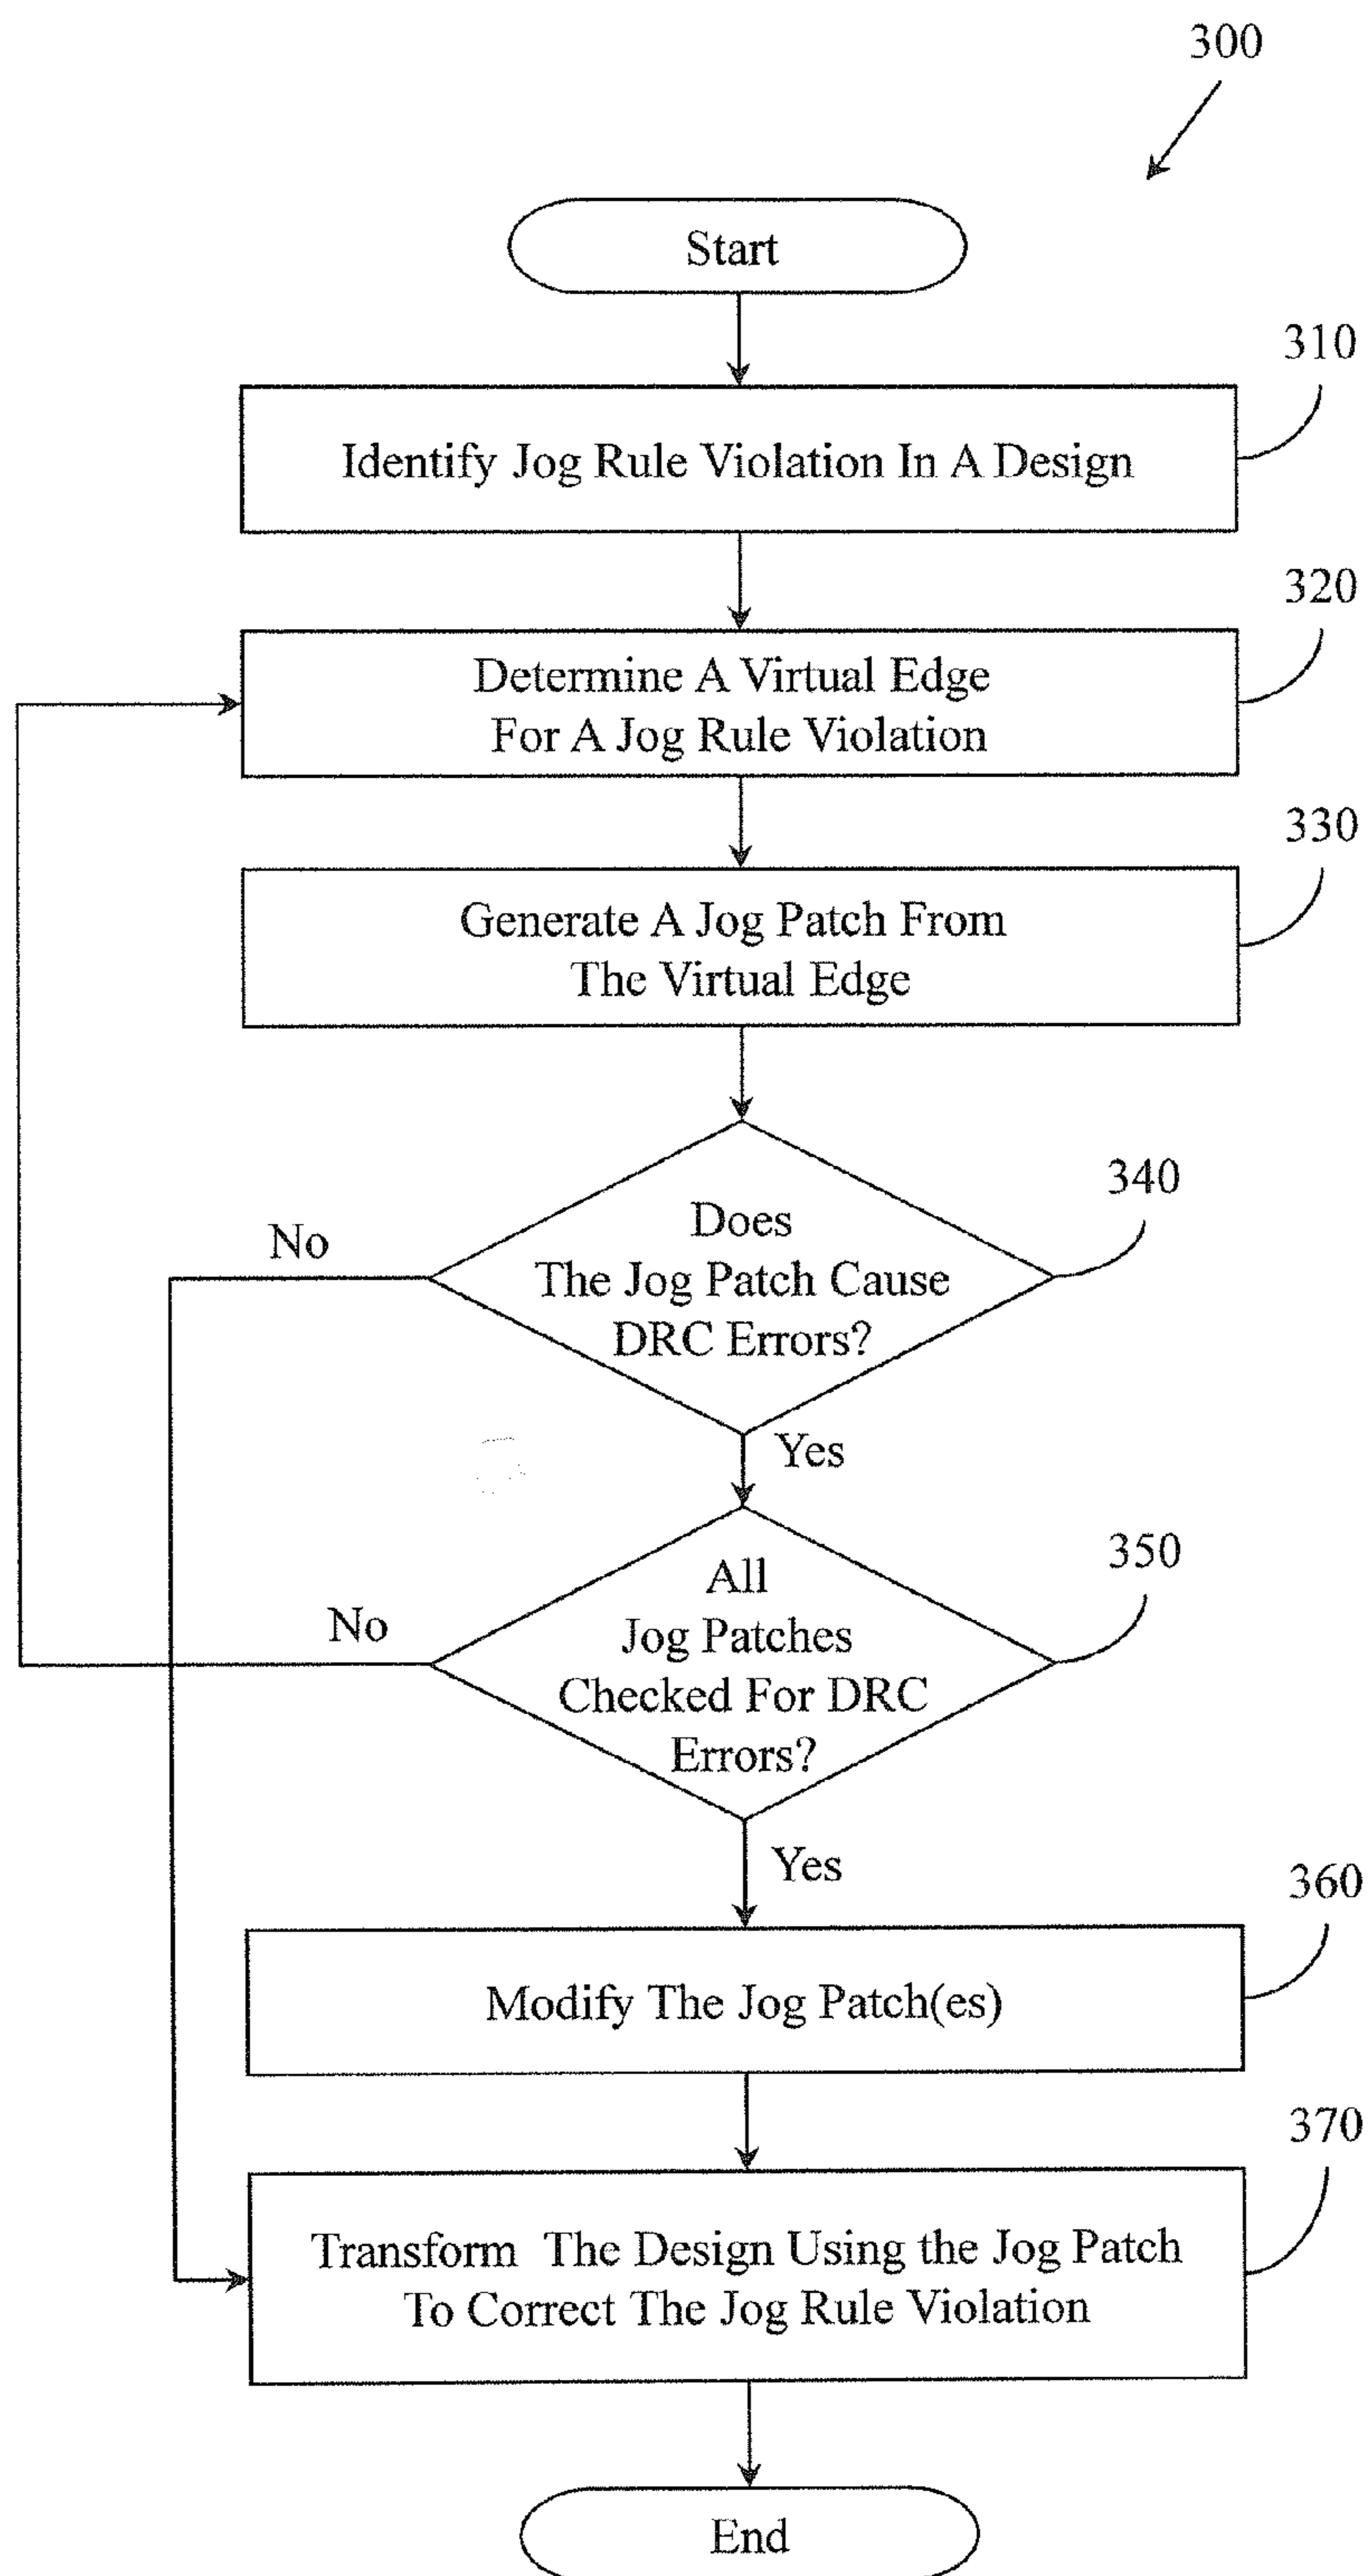 300
Start
310
Identify Jog Rule Violation In A Design
320
Determine A Virtual Edge
For A Jog Rule Violation
330
Generate A Jog Patch From
The Virtual Edge
340
No
Does
The Jog Patch Cause
DRC Errors?
Yes
350
All
No
Jog Patches
Checked For DRC
Errors?
Yes
360
Modify The Jog Patch(es)
370
Transform The Design Using the Jog Patch
To Correct The Jog Rule Violation
End